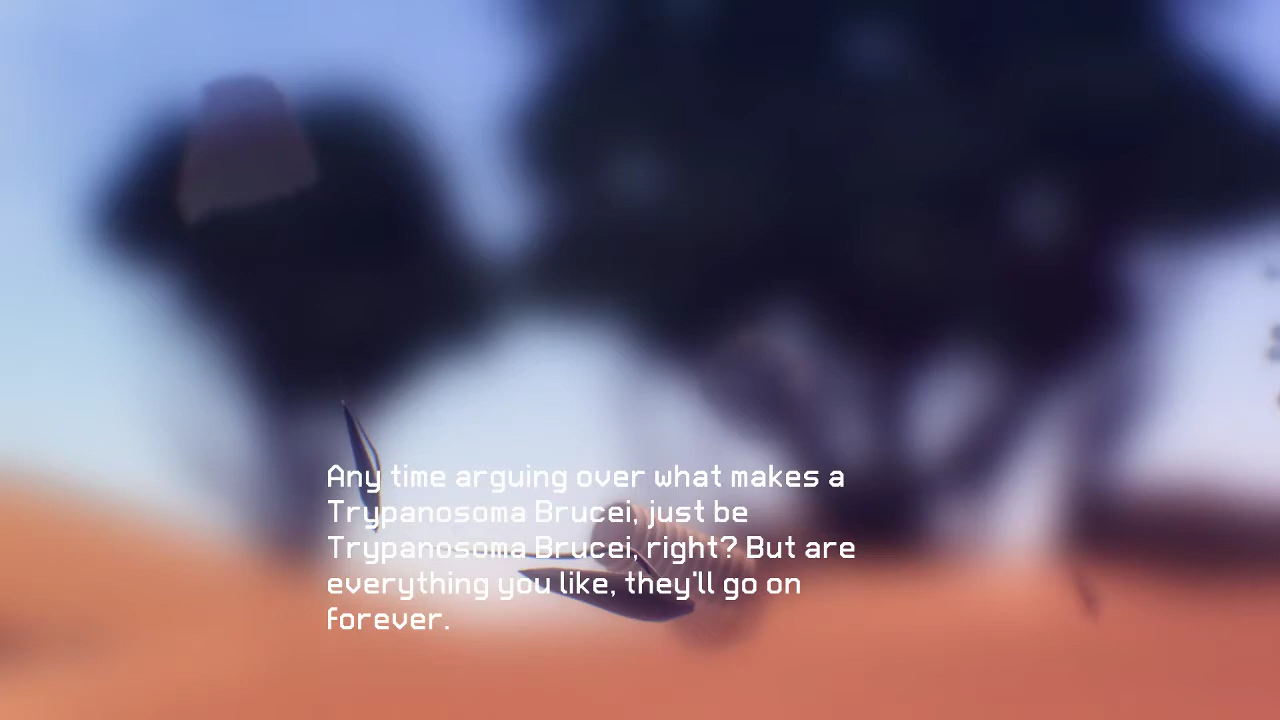 Any time arguing over what makes a
Trypanosoma Brucei, just be
Trypanosoma Brucei, right? But are
everything you like, they'll go on
forever.